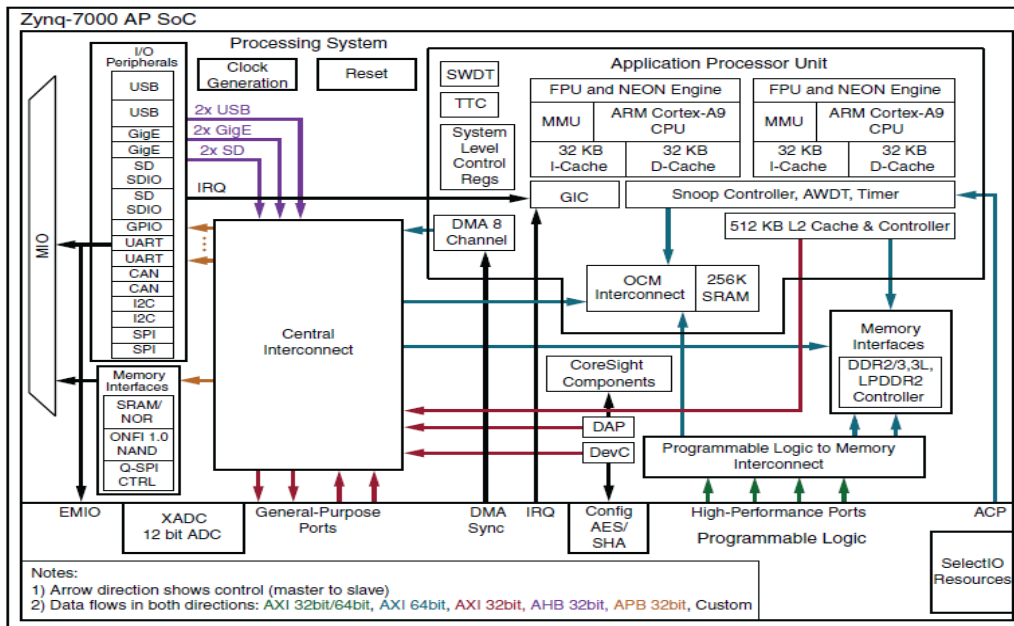 Zynq-7000 AP SoC
Processing System
I/O
Peripherals
USB
USB
GigE
GigE
SD
SDIO
SD
SDIO
GPIO
UART
UART
CAN
CAN
I2C
I2C
SPI
SPI
MIO
Clock
Generation
Reset
2x USB
2x GigE
2x SD
IRQ
Application Processor Unit
SWDT
TTC
System
Level
Control
Regs
FPU and NEON Engine
MMU
ARM Cortex-A9
CPU
32 KB
I-Cache
32 KB
D-Cache
FPU and NEON Engine
MMU
ARM Cortex-A9
CPU
32 KB
I-Cache
32 KB
D-Cache
GIC
Snoop Controller, AWDT, Timer
DMA 8
Channel
512 KB L2 Cache & Controller
OCM
Interconnect
256K
SRAM
Central
Interconnect
Memory
Interfaces
DDR2/3,3L,
LPDDR2
Controller
Memory
Interfaces
SRAM/
NOR
ONFI 1.0
NAND
Q-SPI
CTRL
CoreSight
Components
DAP
DevC
Programmable Logic to Memory
Interconnect
EMIO
XADC
12 bit ADC
General-Purpose
Ports
DMA
Sync
IRQ
Config
AES/
SHA
High-Performance Ports
ACP
Programmable Logic
SelectIO
Resources
Notes:
1) Arrow direction shows control (master to slave)
2) Data flows in both directions: AXI 32bit/64bit, AXI 64bit, AXI 32bit, AHB 32bit, APB 32bit, Custom